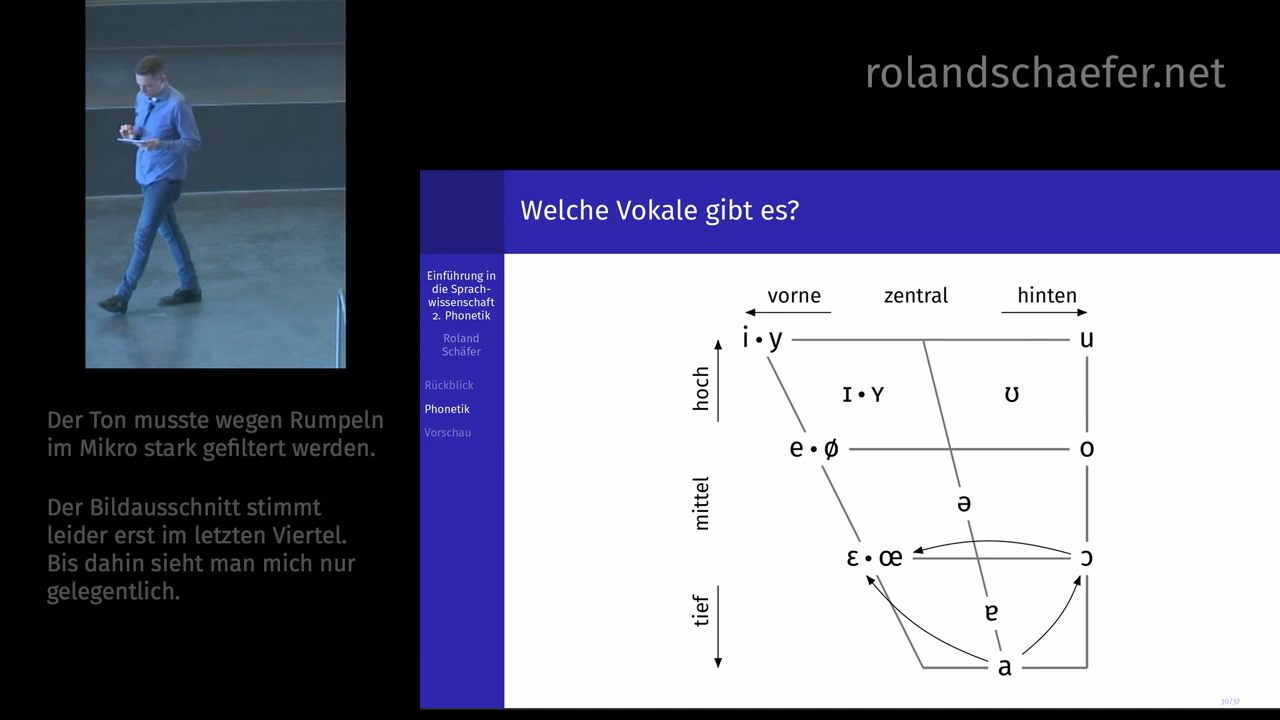 rolandschaefer.net
Welche Vokale gibt es?
Einführung in
die Sprach-
wissenschaft
2. Phonetik
Roland
Schäfer
Rückblick
Phonetik
Vorschau
vorne zentral hinten
hoch
mittel
tief
i • y u
ɪ • ʏ ʊ
e • ø o
ə
ɛ • œ ɔ
ɐ
a
30/37
Der Ton musste wegen Rumpeln
im Mikro stark gefiltert werden.
Der Bildausschnitt stimmt
leider erst im letzten Viertel.
Bis dahin sieht man mich nur
gelegentlich.